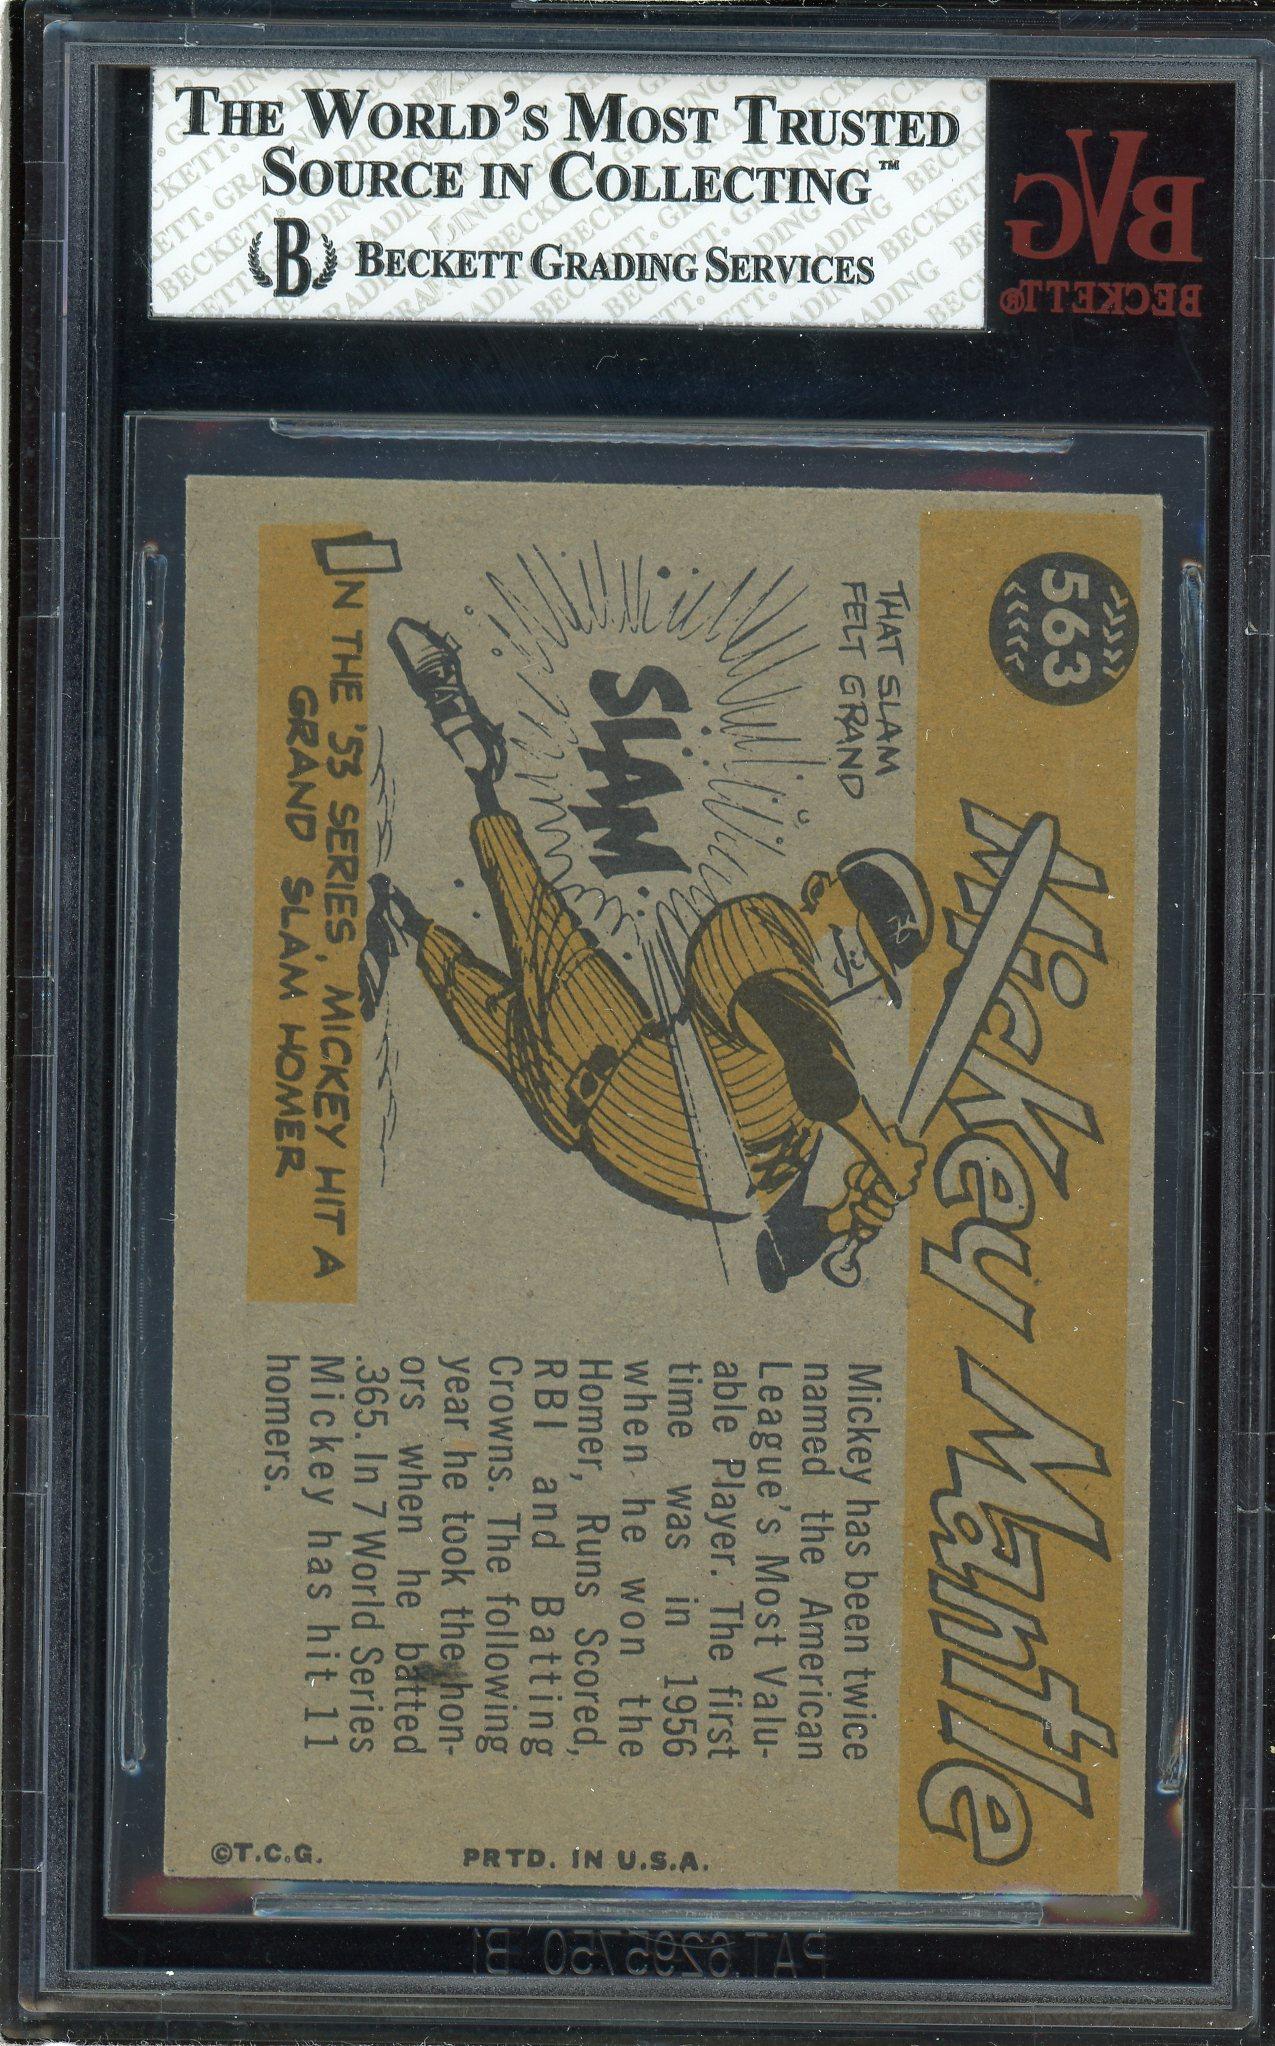 THE WORLD'S MOST TRUSTED
SOURCE IN COLLECTING™
B BECKETT GRADING SERVICES
BVG
BECKETT®
563
Mickey Mantle
THAT SLAM
FELT GRAND
SLAM
IN THE '53 SERIES, MICKEY HIT A
GRAND SLAM HOMER
Mickey has been twice
named the American
League's Most Valu-
able Player. The first
time was in 1956
when he won the
Homer, Runs Scored,
RBI and Batting
Crowns. The following
year he took the hon-
ors when he batted
.365. In 7 World Series
Mickey has hit 11
homers.
©T.C.G.
PRTD. IN U.S.A.
PAT.6295750 B1